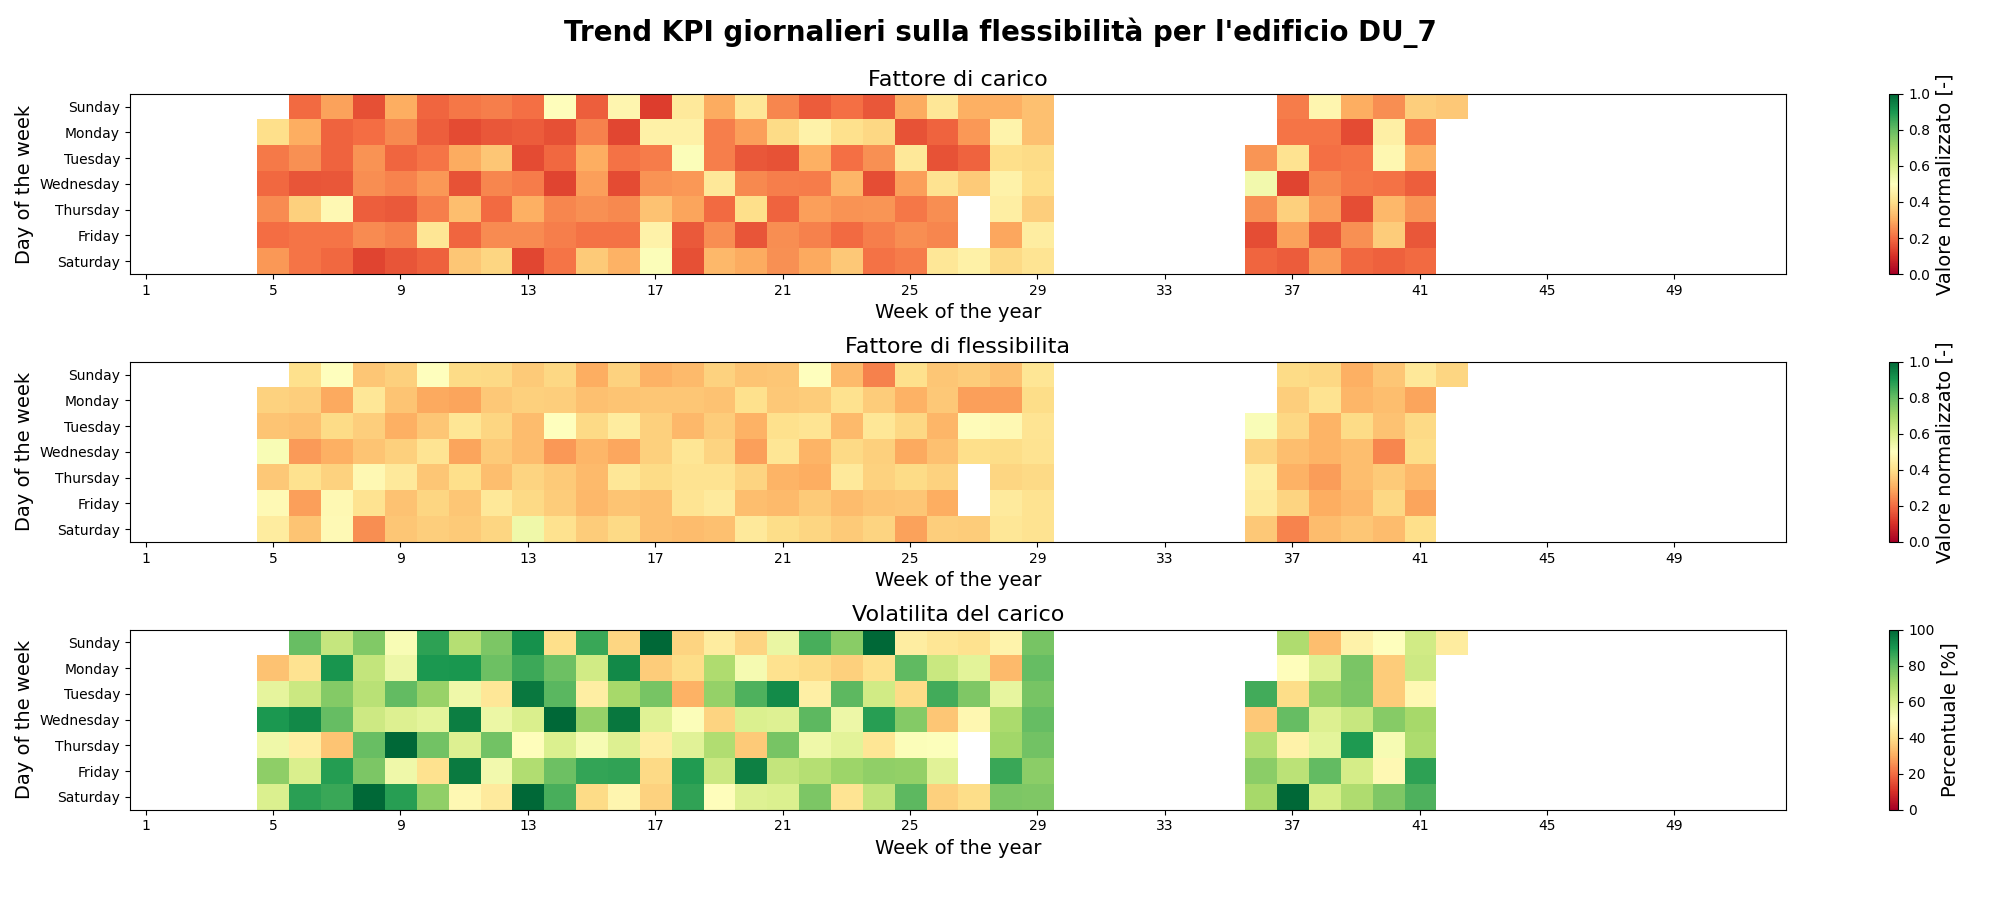 Trend KPI giornalieri sulla flessibilità per l'edificio DU_7
Fattore di carico
Day of the week
Sunday
Monday
Tuesday
Wednesday
Thursday
Friday
Saturday
1 5 9 13 17 21 25 29 33 37 41 45 49
Week of the year
1.0
0.8
0.6
0.4
0.2
0.0
Valore normalizzato [-]
Fattore di flessibilita
Day of the week
Sunday
Monday
Tuesday
Wednesday
Thursday
Friday
Saturday
1 5 9 13 17 21 25 29 33 37 41 45 49
Week of the year
1.0
0.8
0.6
0.4
0.2
0.0
Valore normalizzato [-]
Volatilita del carico
Day of the week
Sunday
Monday
Tuesday
Wednesday
Thursday
Friday
Saturday
1 5 9 13 17 21 25 29 33 37 41 45 49
Week of the year
100
80
60
40
20
0
Percentuale [%]